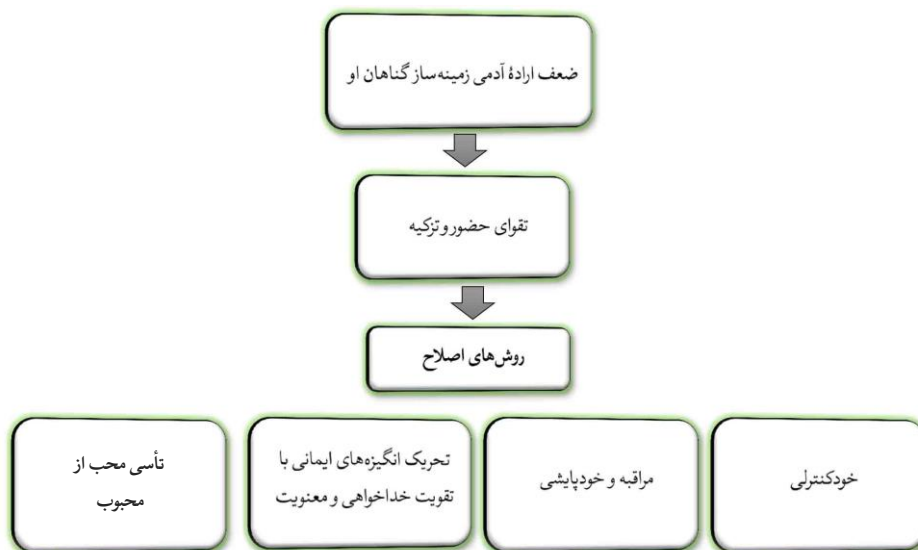 ضعف ارادهٔ آدمی زمینه‌ساز گناهان او
تقوای حضور و تزکیه
روش‌های اصلاح
خودکنترلی
مراقبه و خودپایشی
تحریک انگیزه‌های ایمانی با
تقویت خداخواهی و معنویت
تأسی محب از
محبوب